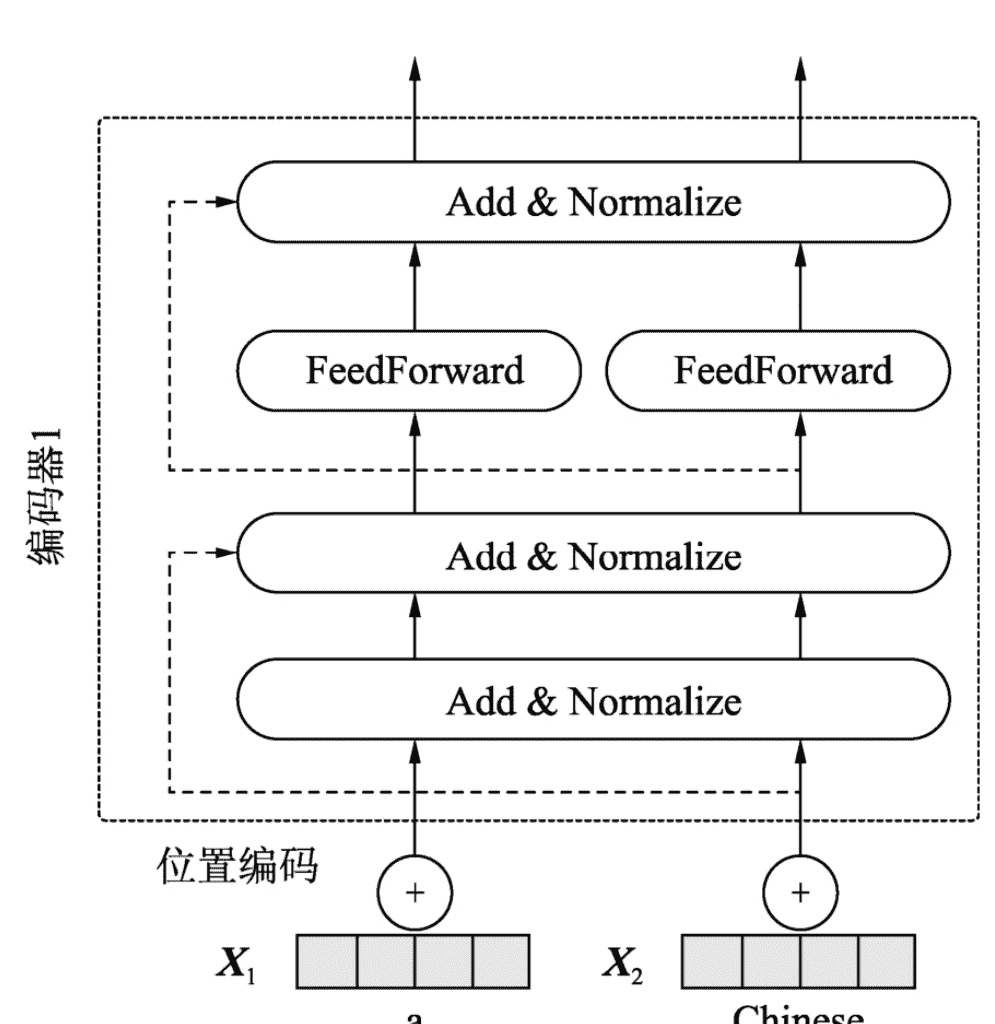 Add & Normalize
FeedForward FeedForward
编码器1
Add & Normalize
Add & Normalize
位置编码
+ +
X₁ X₂
a Chinese